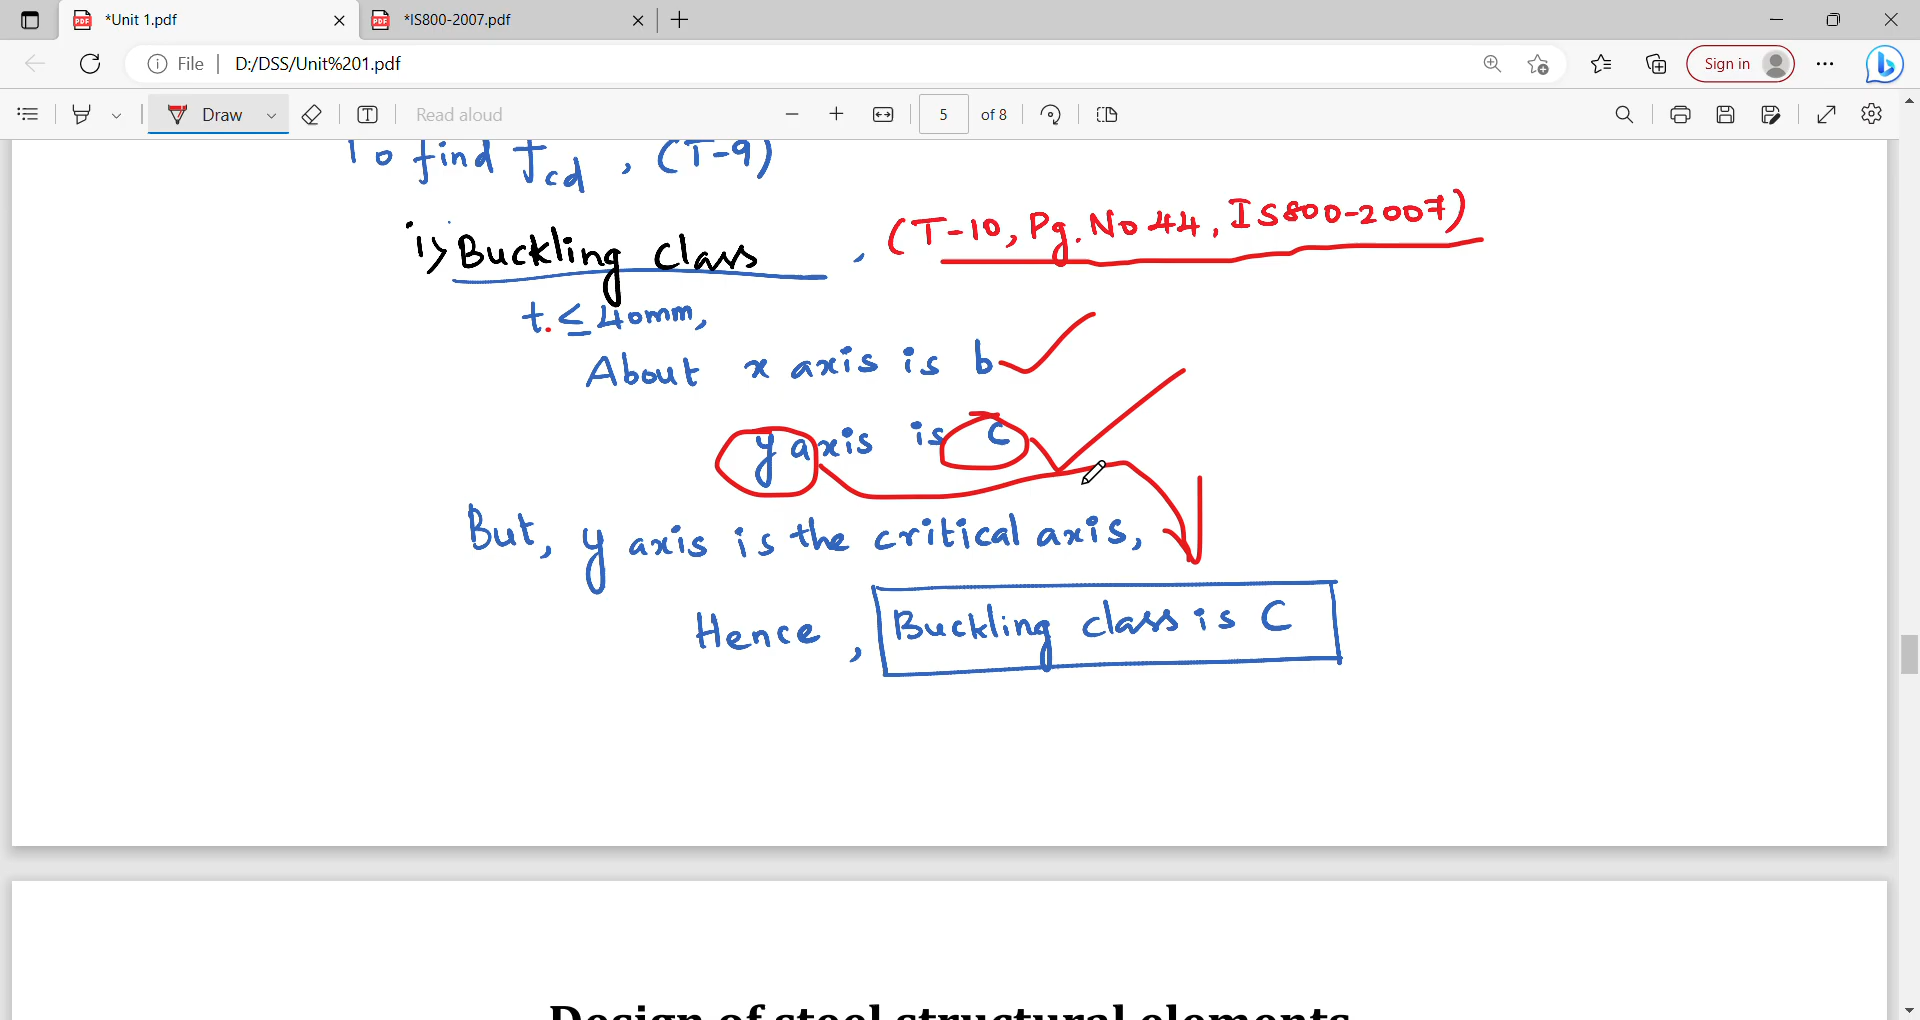 *Unit 1.pdf
*IS800-2007.pdf
File
D:/DSS/Unit%201.pdf
Sign in
Draw
Read aloud
5
of 8
To find fcd , (T-9)
i) Buckling class , (T-10, Pg. No 44, IS800-2007)
t. ≤ 40mm,
About x axis is b
y axis is c
But, y axis is the critical axis,
Hence , Buckling class is C
Design of steel structural elements